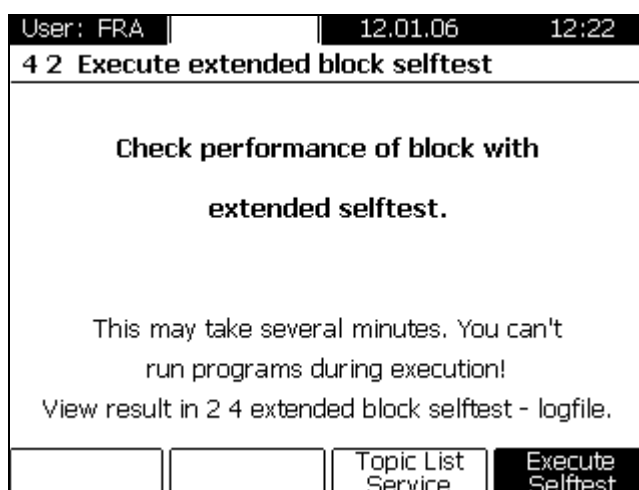 User: FRA 12.01.06 12:22
4 2 Execute extended block selftest
Check performance of block with
extended selftest.
This may take several minutes. You can't
run programs during execution!
View result in 2 4 extended block selftest - logfile.
Topic List Execute
Service Selftest